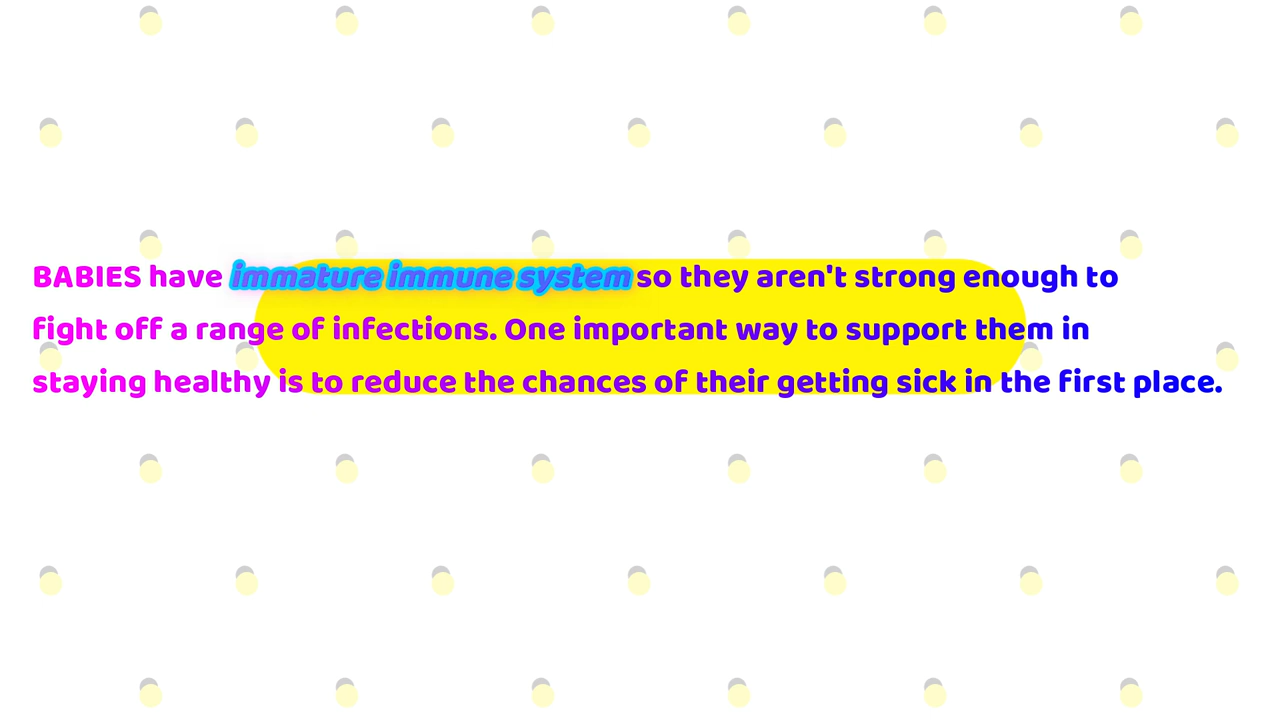 BABIES have immature immune system so they aren't strong enough to
fight off a range of infections. One important way to support them in
staying healthy is to reduce the chances of their getting sick in the first place.